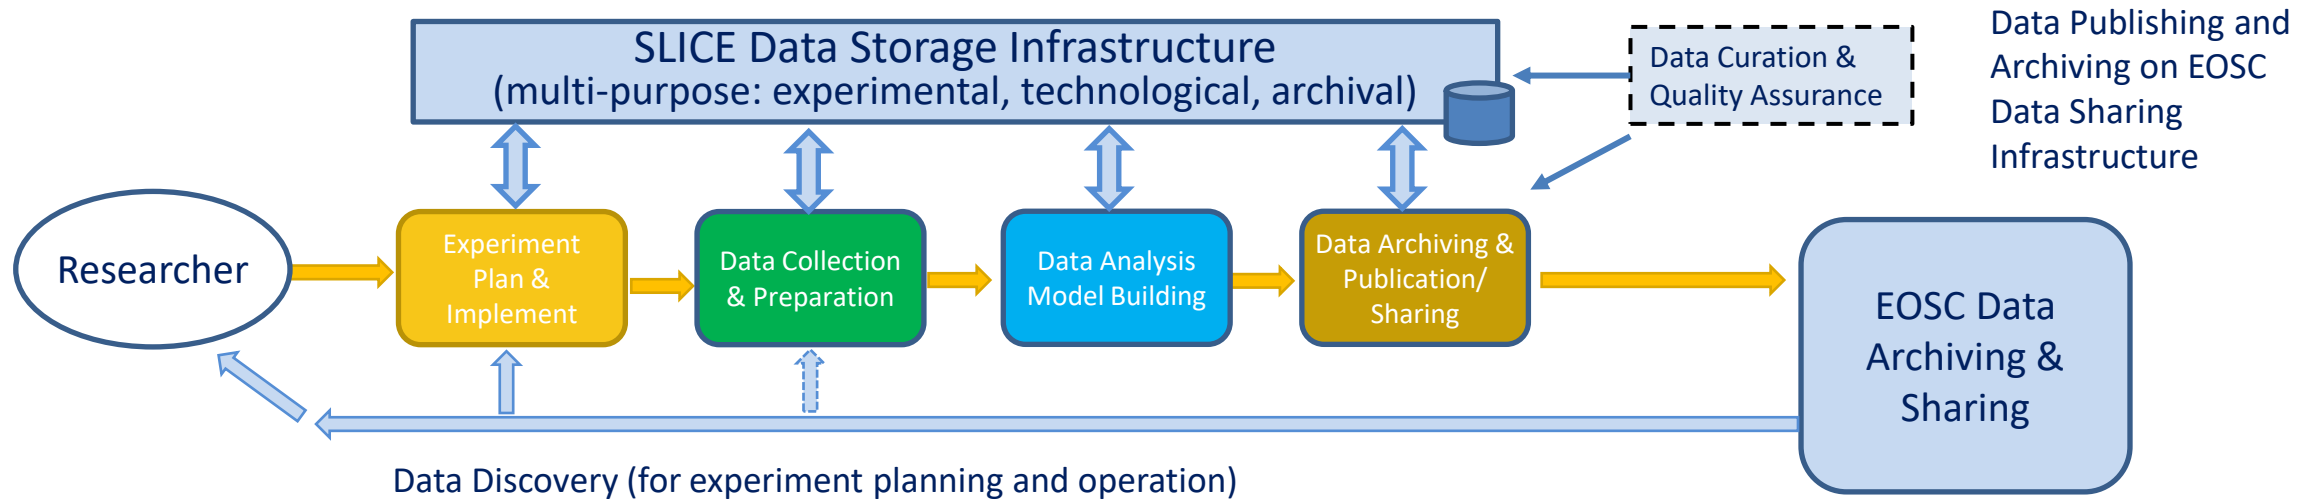 SLICE Data Storage Infrastructure
(multi-purpose: experimental, technological, archival)
Data Curation &
Quality Assurance
Data Publishing and
Archiving on EOSC
Data Sharing
Infrastructure
Researcher
Experiment
Plan &
Implement
Data Collection
& Preparation
Data Analysis
Model Building
Data Archiving &
Publication/
Sharing
EOSC Data
Archiving &
Sharing
Data Discovery (for experiment planning and operation)